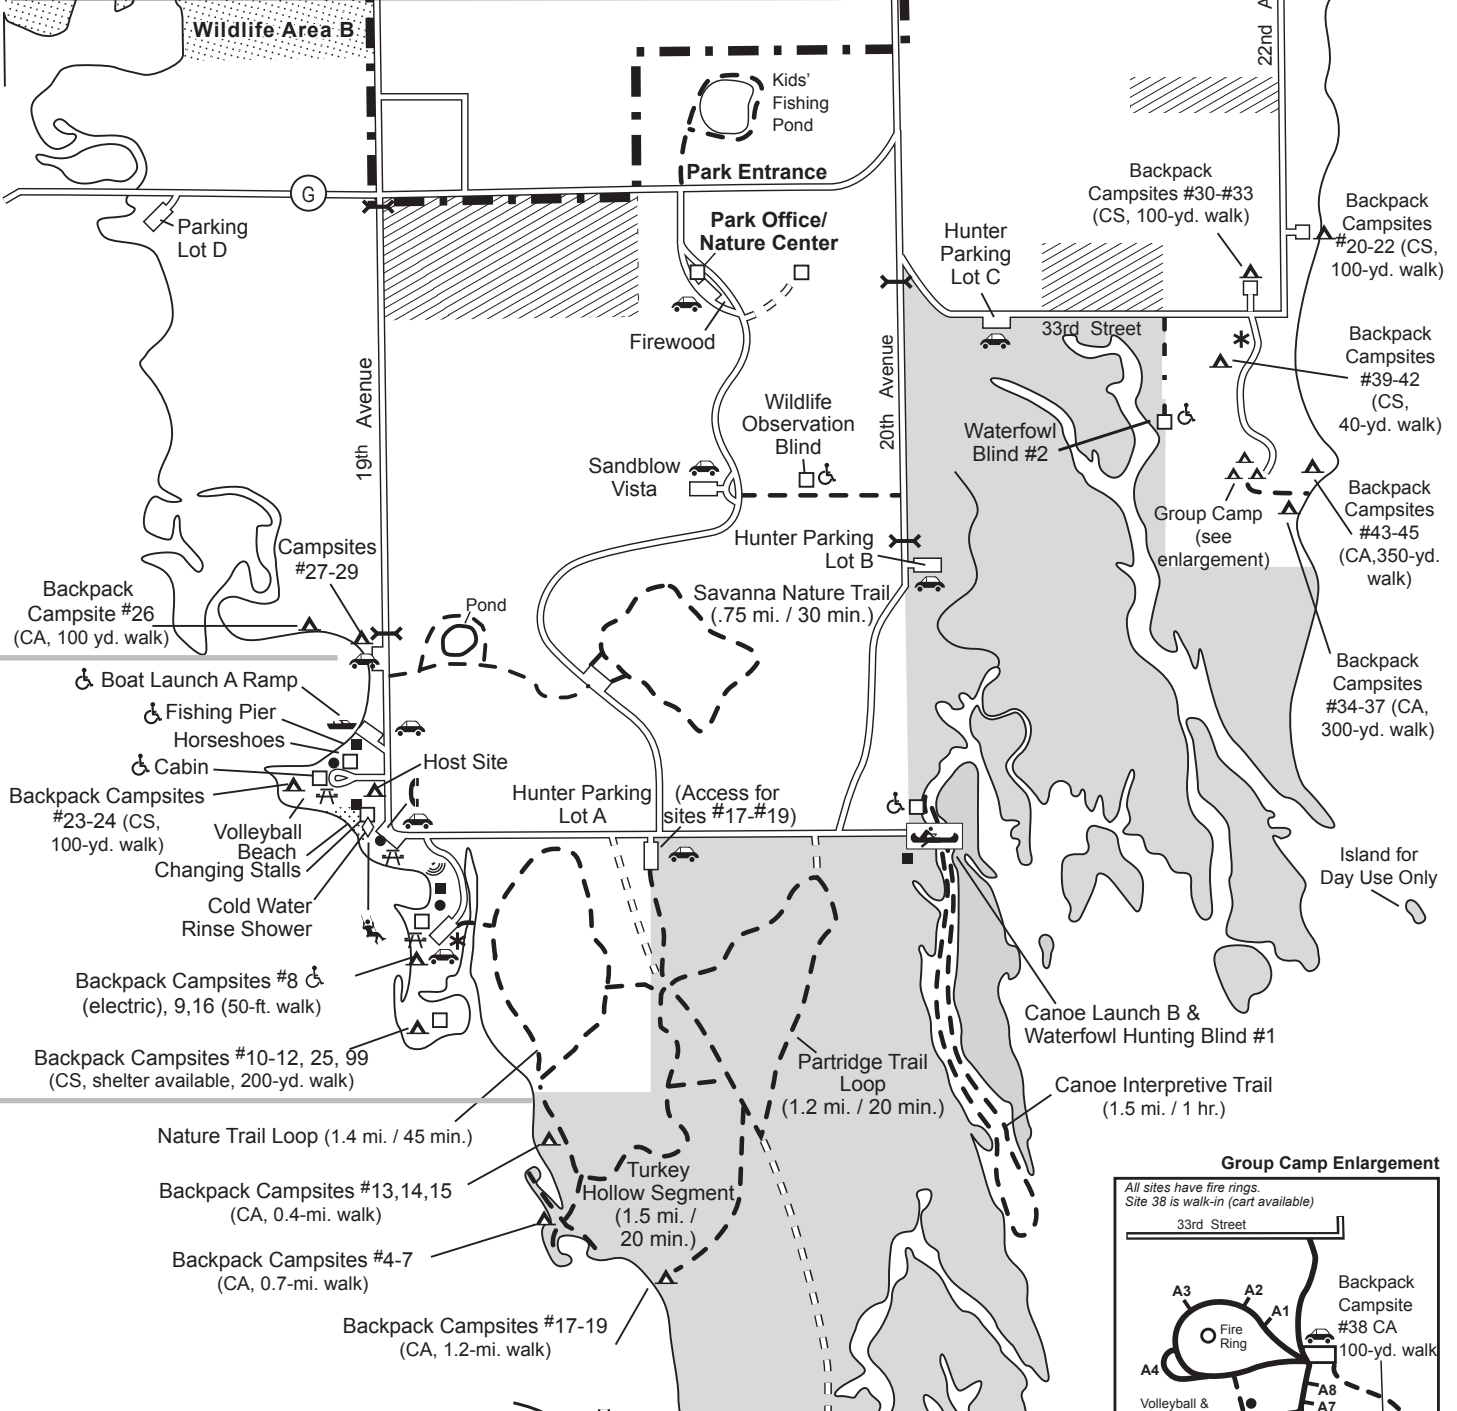 Wildlife Area B
22nd A
Kids'
Fishing
Pond
Park Entrance
G
Parking
Lot D
Park Office/
Nature Center
Firewood
Hunter
Parking
Lot C
33rd Street
Backpack
Campsites #30-#33
(CS, 100-yd. walk)
Backpack
Campsites
#20-22 (CS,
100-yd. walk)
Backpack
Campsites
#39-42
(CS,
40-yd. walk)
19th Avenue
20th Avenue
Wildlife
Observation
Blind
Sandblow
Vista
Waterfowl
Blind #2
Group Camp
(see
enlargement)
Backpack
Campsites
#43-45
(CA,350-yd.
walk)
Hunter Parking
Lot B
Campsites
#27-29
Backpack
Campsite #26
(CA, 100 yd. walk)
Pond
Savanna Nature Trail
(.75 mi. / 30 min.)
Backpack
Campsites
#34-37 (CA,
300-yd. walk)
Boat Launch A Ramp
Fishing Pier
Horseshoes
Cabin
Host Site
Backpack Campsites
#23-24 (CS,
100-yd. walk)
Volleyball
Beach
Changing Stalls
Cold Water
Rinse Shower
Hunter Parking
Lot A
(Access for
sites #17-#19)
Island for
Day Use Only
Backpack Campsites #8
(electric), 9,16 (50-ft. walk)
Backpack Campsites #10-12, 25, 99
(CS, shelter available, 200-yd. walk)
Canoe Launch B &
Waterfowl Hunting Blind #1
Partridge Trail
Loop
(1.2 mi. / 20 min.)
Canoe Interpretive Trail
(1.5 mi. / 1 hr.)
Nature Trail Loop (1.4 mi. / 45 min.)
Backpack Campsites #13,14,15
(CA, 0.4-mi. walk)
Turkey
Hollow Segment
(1.5 mi. /
20 min.)
Backpack Campsites #4-7
(CA, 0.7-mi. walk)
Backpack Campsites #17-19
(CA, 1.2-mi. walk)
Group Camp Enlargement
All sites have fire rings.
Site 38 is walk-in (cart available)
33rd Street
A3
A2
A1
Fire
Ring
A4
Backpack
Campsite
#38 CA
100-yd. walk
A8
A7
Volleyball &